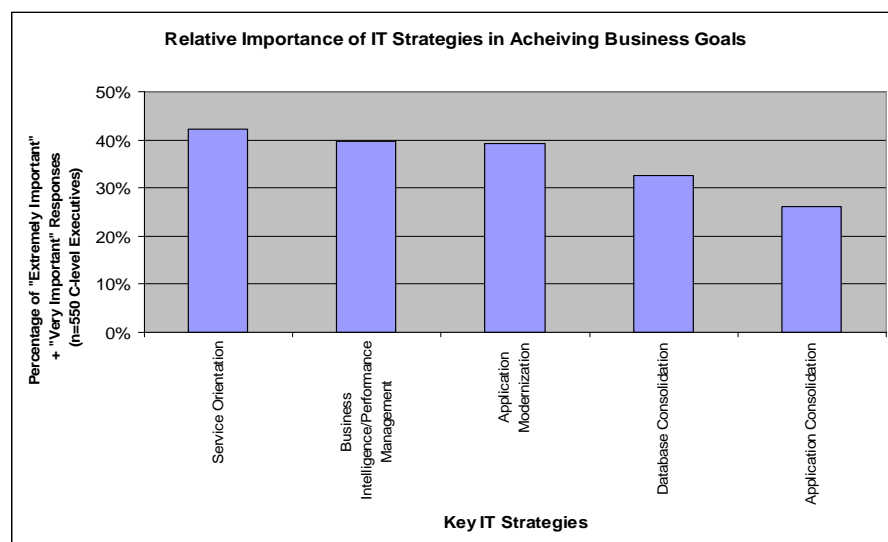 Relative Importance of IT Strategies in Acheiving Business Goals
Percentage of "Extremely Important"
+ "Very Important" Responses
(n=550 C-level Executives)
50%
40%
30%
20%
10%
0%
Service Orientation
Business
Intelligence/Performance
Management
Application
Modernization
Database Consolidation
Application Consolidation
Key IT Strategies